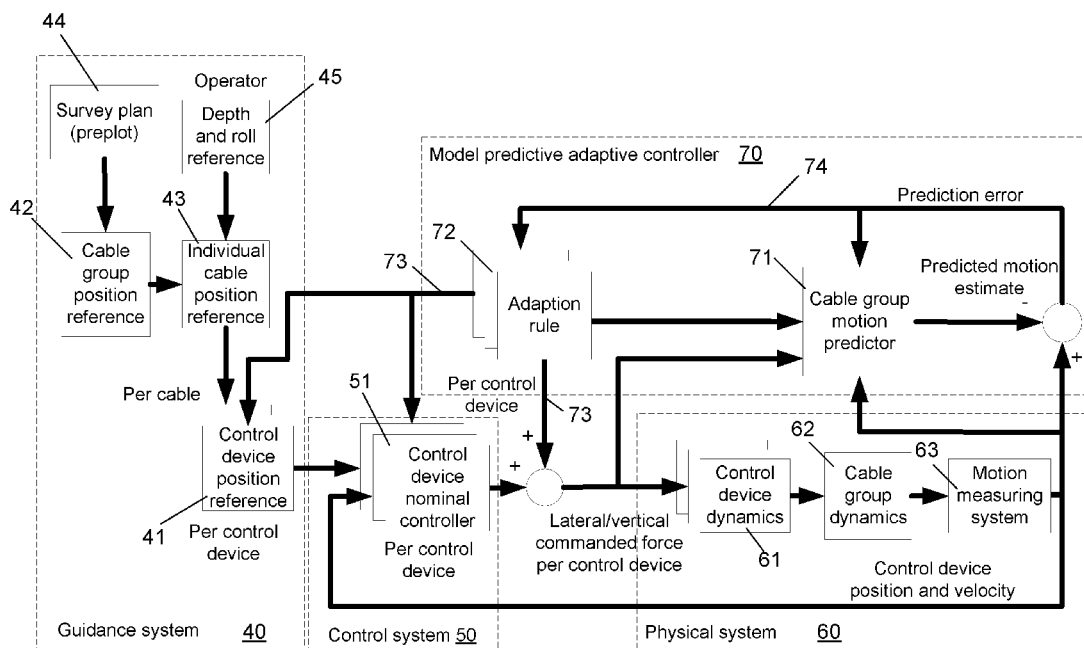 44
45
Operator
Survey plan
(preplot)
Depth
and roll
reference
42
43
Cable
group
position
reference
Individual
cable
position
reference
Per cable
Control
device
position
reference
41
Per control
device
Guidance system 40
Model predictive adaptive controller 70
74
Prediction error
72
73
Adaption
rule
71
Cable group
motion
predictor
Predicted motion
estimate
-
+
Per control
device
73
51
Control
device
nominal
controller
Per control
device
+
+
Lateral/vertical
commanded force
per control device
Control system 50
62
63
Control
device
dynamics
61
Cable
group
dynamics
Motion
measuring
system
Control device
position and velocity
Physical system 60